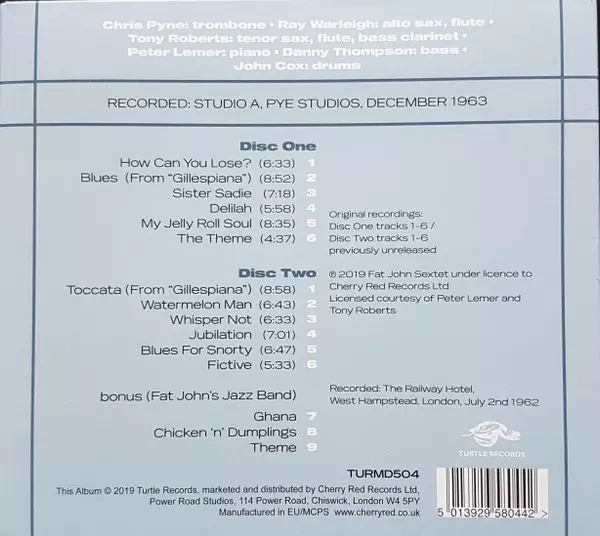 Chris Pyne: trombone • Ray Warleigh: alto sax, flute •
Tony Roberts: tenor sax, flute, bass clarinet •
Peter Lemer: piano • Danny Thompson: bass •
John Cox: drums
RECORDED: STUDIO A, PYE STUDIOS, DECEMBER 1963
Disc One
How Can You Lose? (6:33) 1
Blues (From "Gillespiana") (8:52) 2
Sister Sadie (7:18) 3
Delilah (5:58) 4
My Jelly Roll Soul (8:35) 5
The Theme (4:37) 6
Original recordings:
Disc One tracks 1-6 /
Disc Two tracks 1-6
previously unreleased
Disc Two
Toccata (From "Gillespiana") (8:58) 1
Watermelon Man (6:43) 2
Whisper Not (6:33) 3
Jubilation (7:01) 4
Blues For Snorty (6:47) 5
Fictive (5:33) 6
℗ 2019 Fat John Sextet under licence to
Cherry Red Records Ltd
Licensed courtesy of Peter Lemer and
Tony Roberts
bonus (Fat John's Jazz Band)
Ghana 7
Chicken 'n' Dumplings 8
Theme 9
Recorded: The Railway Hotel,
West Hampstead, London, July 2nd 1962
TURTLE RECORDS
TURMD504
This Album © 2019 Turtle Records, marketed and distributed by Cherry Red Records Ltd,
Power Road Studios, 114 Power Road, Chiswick, London W4 5PY
Manufactured in EU/MCPS www.cherryred.co.uk
5 013929 580442 >